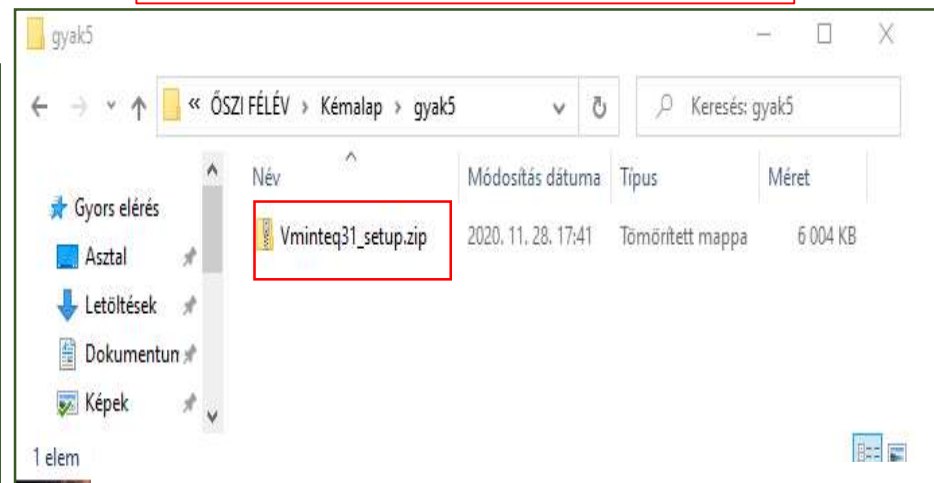 gyak5
« ŐSZI FÉLÉV › Kémalap › gyak5
Keresés: gyak5
Név
Módosítás dátuma
Típus
Méret
Gyors elérés
Vminteq31_setup.zip
2020. 11. 28. 17:41
Tömörített mappa
6 004 KB
Asztal
Letöltések
Dokumentun
Képek
1 elem